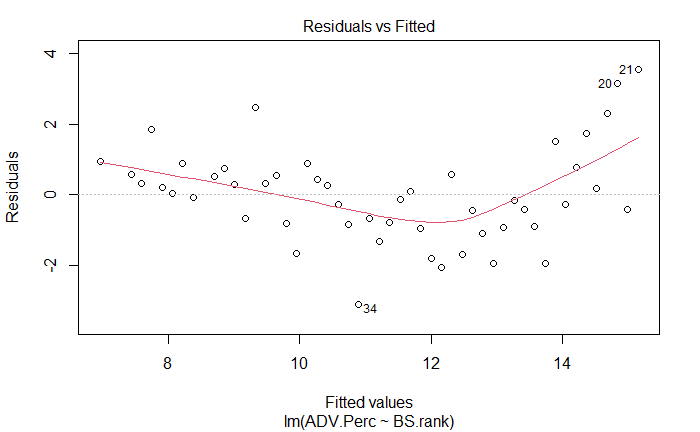 Residuals vs Fitted
Residuals
4
2
0
-2
21
20
34
8
10
12
14
Fitted values
lm(ADV.Perc ~ BS.rank)